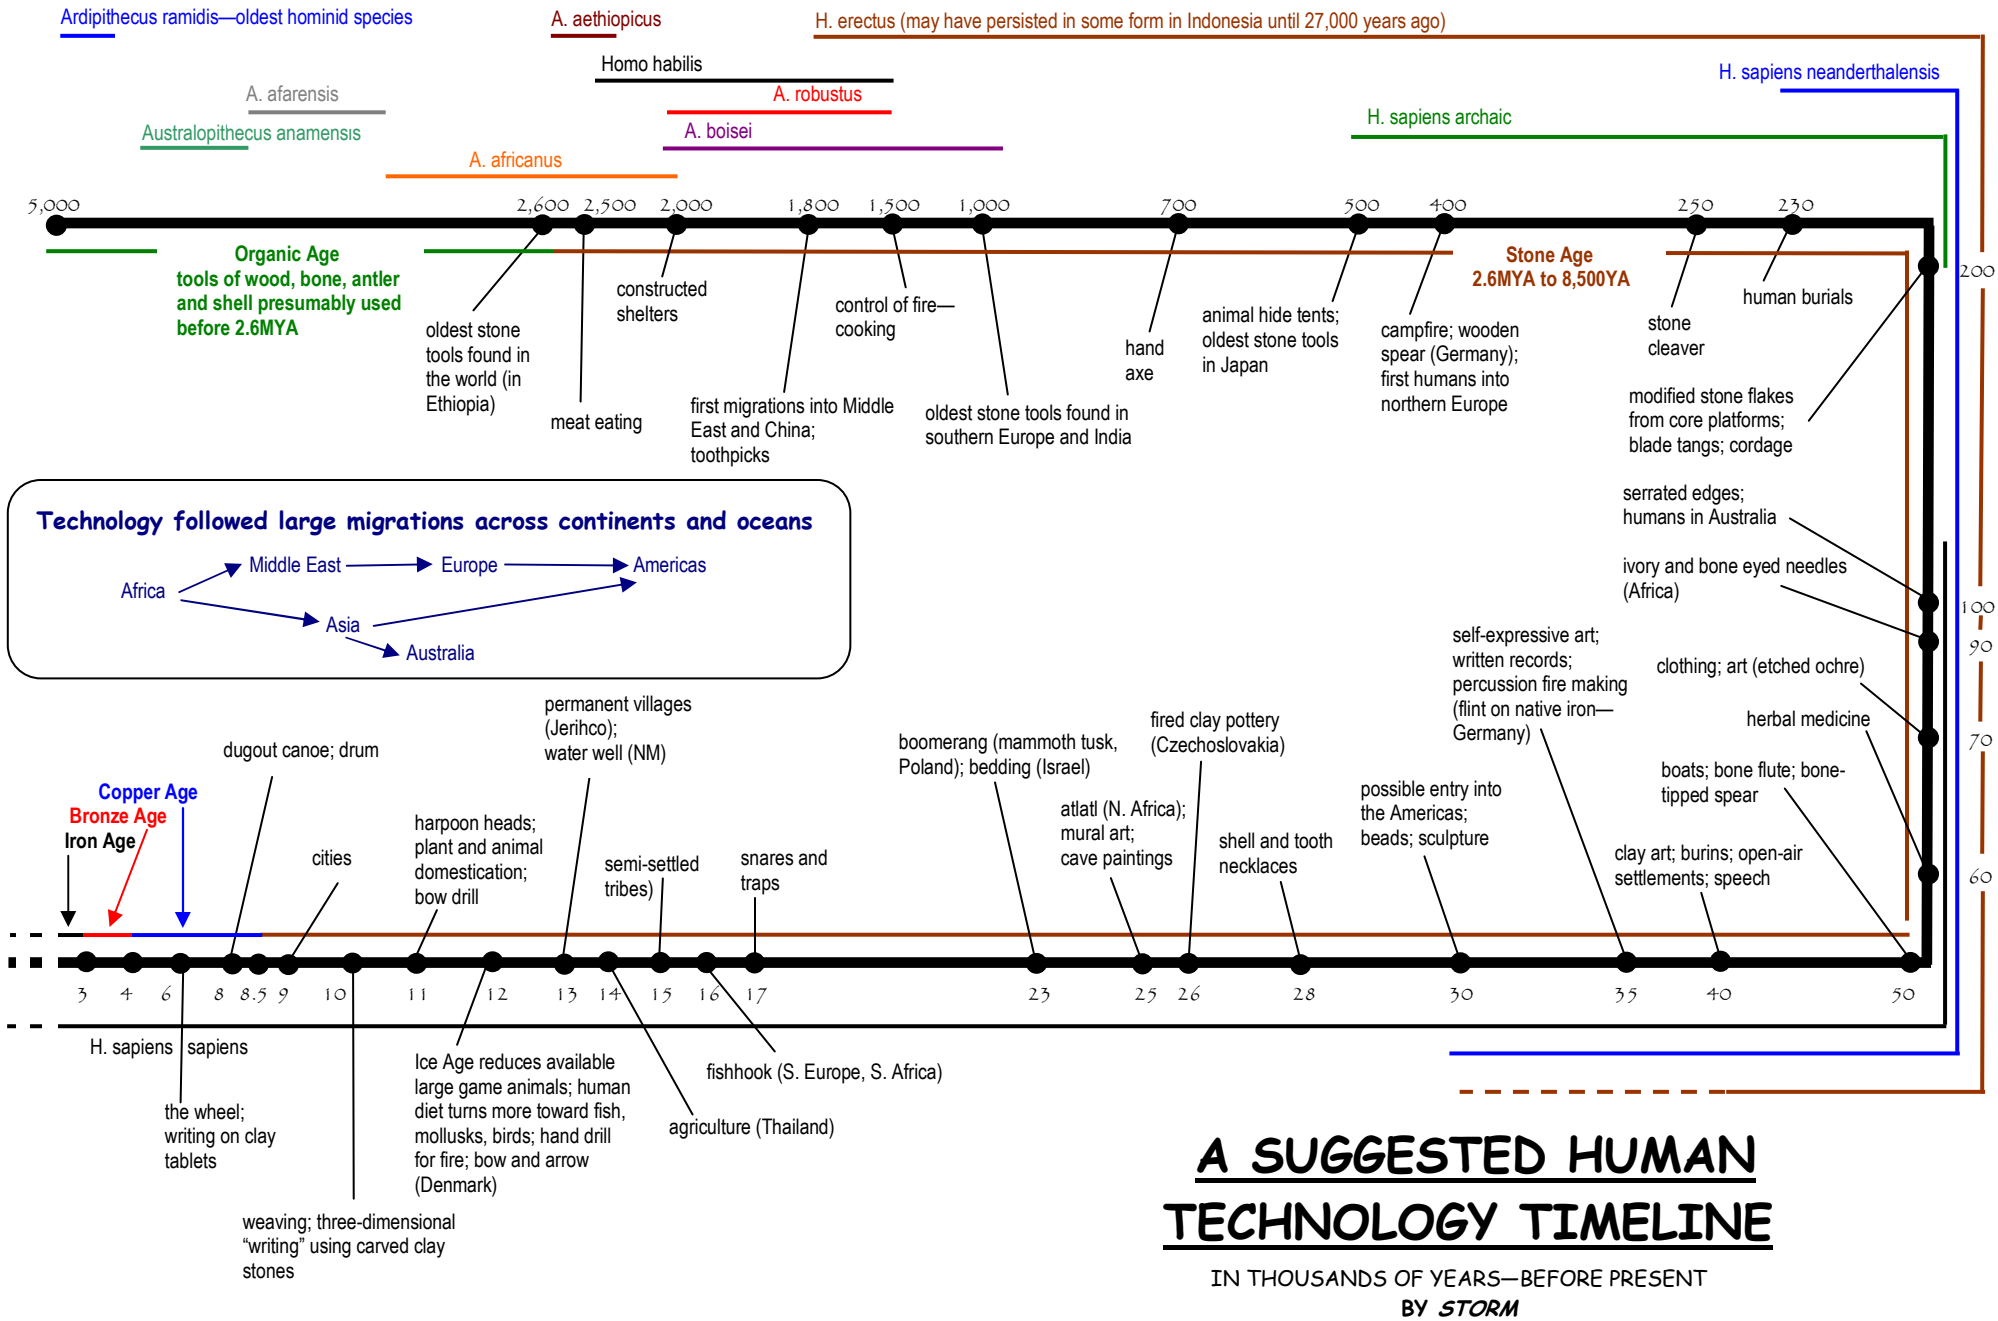 Ardipithecus ramidis—oldest hominid species
A. aethiopicus
H. erectus (may have persisted in some form in Indonesia until 27,000 years ago)
Homo habilis
H. sapiens neanderthalensis
A. afarensis
A. robustus
H. sapiens archaic
Australopithecus anamensis
A. boisei
A. africanus
5,000
2,600
2,500
2,000
1,800
1,500
1,000
700
500
400
250
230
Organic Age
tools of wood, bone, antler
and shell presumably used
before 2.6MYA
Stone Age
2.6MYA to 8,500YA
oldest stone
tools found in
the world (in
Ethiopia)
meat eating
constructed
shelters
first migrations into Middle
East and China;
toothpicks
control of fire—
cooking
oldest stone tools found in
southern Europe and India
hand
axe
animal hide tents;
oldest stone tools
in Japan
campfire; wooden
spear (Germany);
first humans into
northern Europe
stone
cleaver
human burials
200
modified stone flakes
from core platforms;
blade tangs; cordage
serrated edges;
humans in Australia
100
ivory and bone eyed needles
(Africa)
90
clothing; art (etched ochre)
70
herbal medicine
60
boats; bone flute; bone-
tipped spear
Technology followed large migrations across continents and oceans
Middle East
Europe
Americas
Africa
Asia
Australia
self-expressive art;
written records;
percussion fire making
(flint on native iron—
Germany)
permanent villages
(Jerihco);
water well (NM)
fired clay pottery
(Czechoslovakia)
boomerang (mammoth tusk,
Poland); bedding (Israel)
dugout canoe; drum
Copper Age
Bronze Age
Iron Age
cities
harpoon heads;
plant and animal
domestication;
bow drill
semi-settled
tribes)
snares and
traps
atlatl (N. Africa);
mural art;
cave paintings
shell and tooth
necklaces
possible entry into
the Americas;
beads; sculpture
clay art; burins; open-air
settlements; speech
3
4
6
8
8.5
9
10
11
12
13
14
15
16
17
23
25
26
28
30
35
40
50
H. sapiens sapiens
the wheel;
writing on clay
tablets
weaving; three-dimensional
“writing” using carved clay
stones
Ice Age reduces available
large game animals; human
diet turns more toward fish,
mollusks, birds; hand drill
for fire; bow and arrow
(Denmark)
fishhook (S. Europe, S. Africa)
agriculture (Thailand)
A SUGGESTED HUMAN
TECHNOLOGY TIMELINE
IN THOUSANDS OF YEARS—BEFORE PRESENT
BY STORM